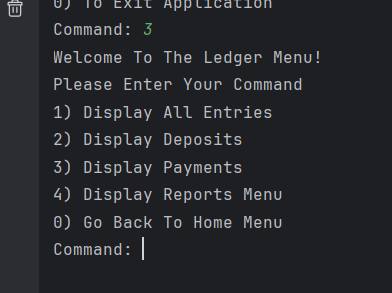 0) To Exit Application
Command: 3
Welcome To The Ledger Menu!
Please Enter Your Command
1) Display All Entries
2) Display Deposits
3) Display Payments
4) Display Reports Menu
0) Go Back To Home Menu
Command: